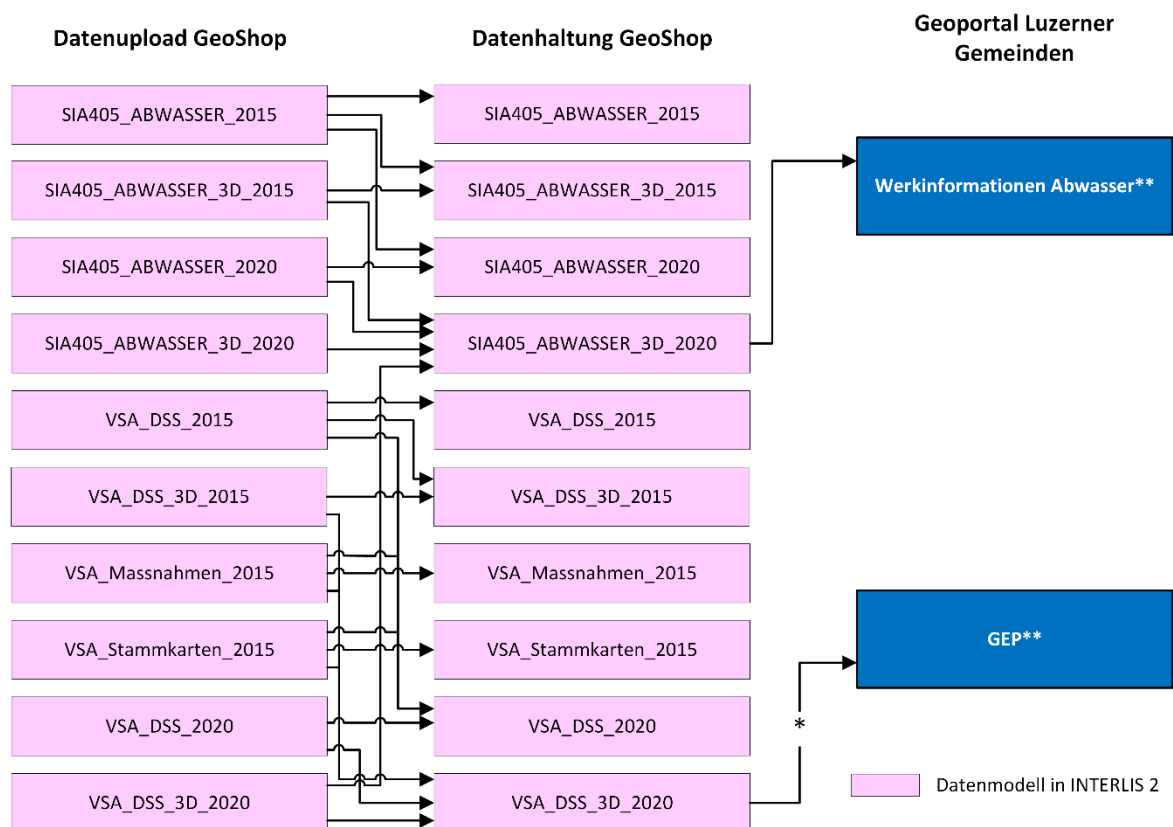 Datenupload GeoShop
Datenhaltung GeoShop
Geoportal Luzerner
Gemeinden
SIA405_ABWASSER_2015
SIA405_ABWASSER_2015
SIA405_ABWASSER_3D_2015
SIA405_ABWASSER_3D_2015
Werkinformationen Abwasser**
SIA405_ABWASSER_2020
SIA405_ABWASSER_2020
SIA405_ABWASSER_3D_2020
SIA405_ABWASSER_3D_2020
VSA_DSS_2015
VSA_DSS_2015
VSA_DSS_3D_2015
VSA_DSS_3D_2015
VSA_Massnahmen_2015
VSA_Massnahmen_2015
VSA_Stammkarten_2015
VSA_Stammkarten_2015
GEP**
VSA_DSS_2020
VSA_DSS_2020
*
VSA_DSS_3D_2020
VSA_DSS_3D_2020
Datenmodell in INTERLIS 2